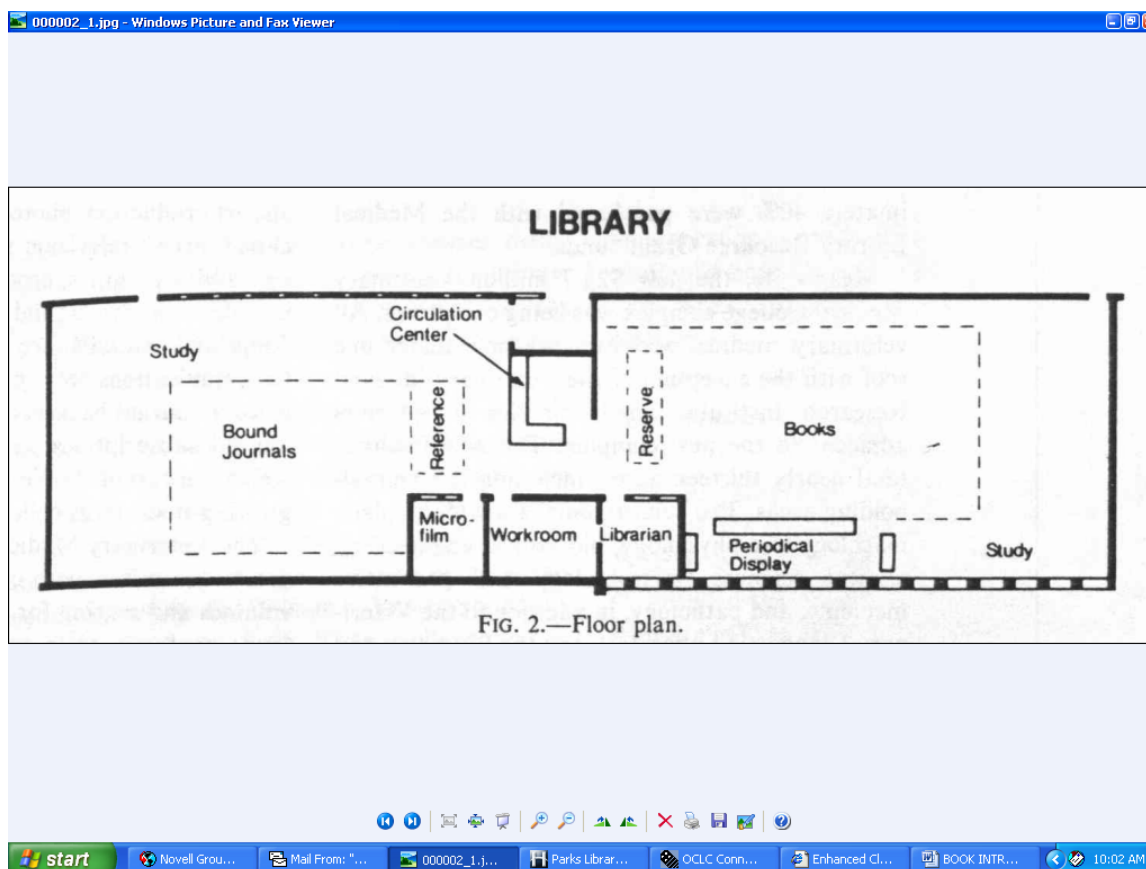 000002_1.jpg - Windows Picture and Fax Viewer
LIBRARY
Circulation
Center
Study
Bound
Journals
Reference
Reserve
Books
Micro-
film
Workroom
Librarian
Periodical
Display
Study
FIG. 2.—Floor plan.
start
Novell Grou...
Mail From: "...
000002_1.j...
Parks Librar...
OCLC Conn...
Enhanced Cl...
BOOK INTR...
10:02 AM